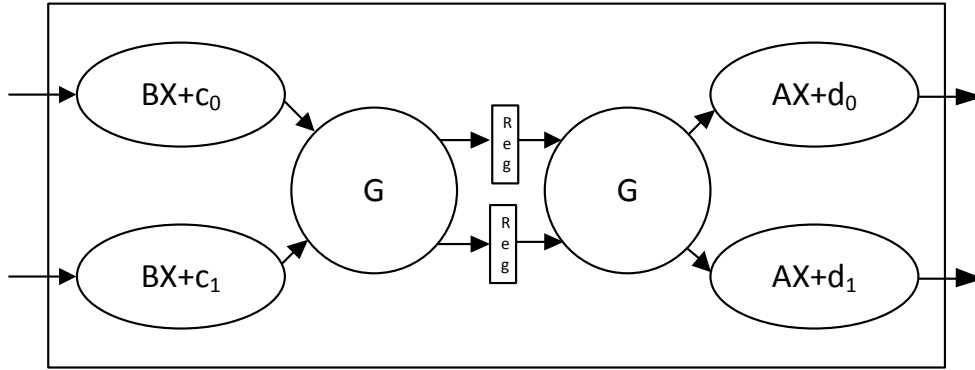 BX+c₀
AX+d₀
Reg
G
G
Reg
BX+c₁
AX+d₁